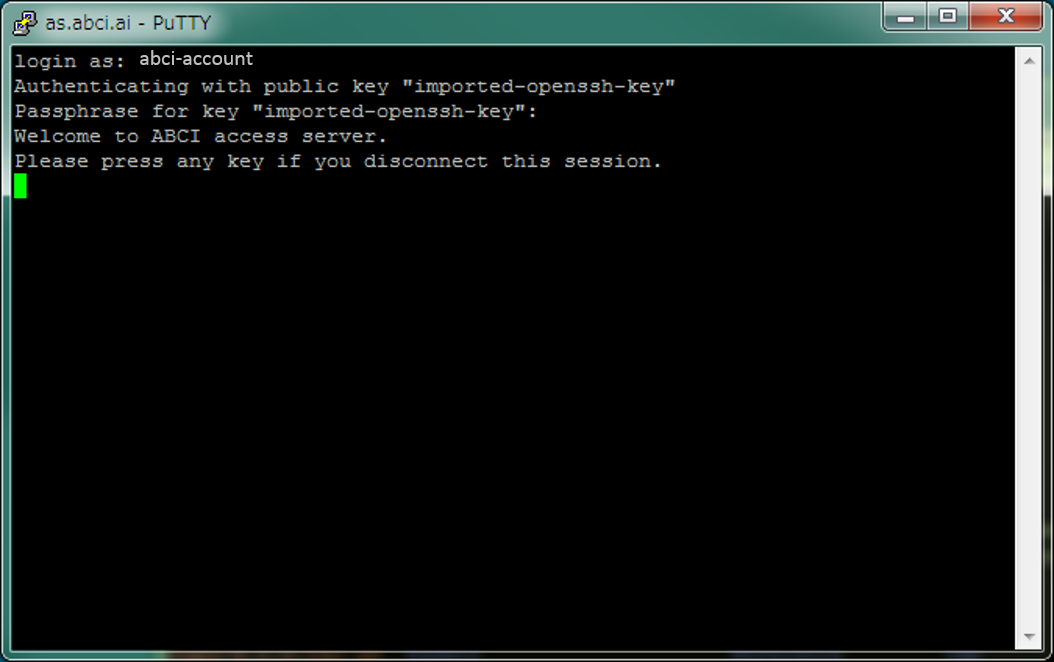 as.abci.ai - PuTTY
login as: abci-account
Authenticating with public key "imported-openssh-key"
Passphrase for key "imported-openssh-key":
Welcome to ABCI access server.
Please press any key if you disconnect this session.